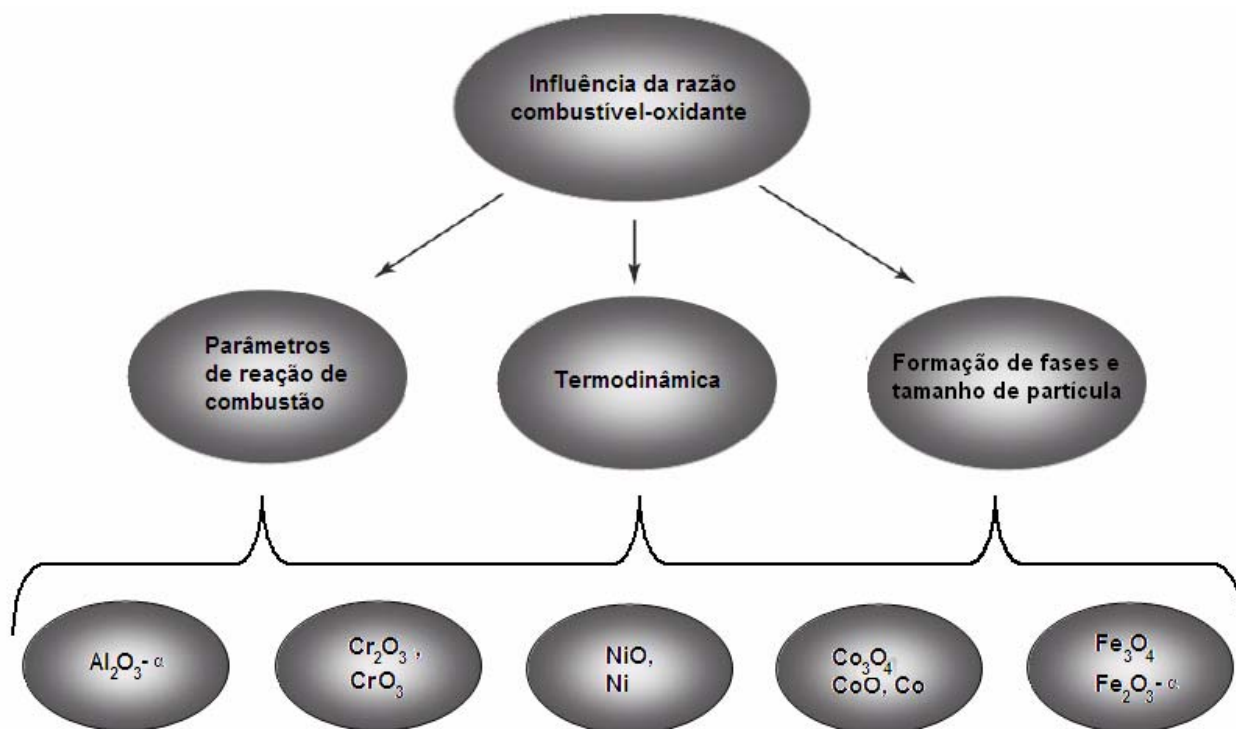 Influência da razão
combustível-oxidante
Parâmetros
de reação de
combustão
Termodinâmica
Formação de fases e
tamanho de partícula
Al₂O₃- α
Cr₂O₃ ,
CrO₃
NiO,
Ni
Co₃O₄
CoO, Co
Fe₃O₄
Fe₂O₃- α